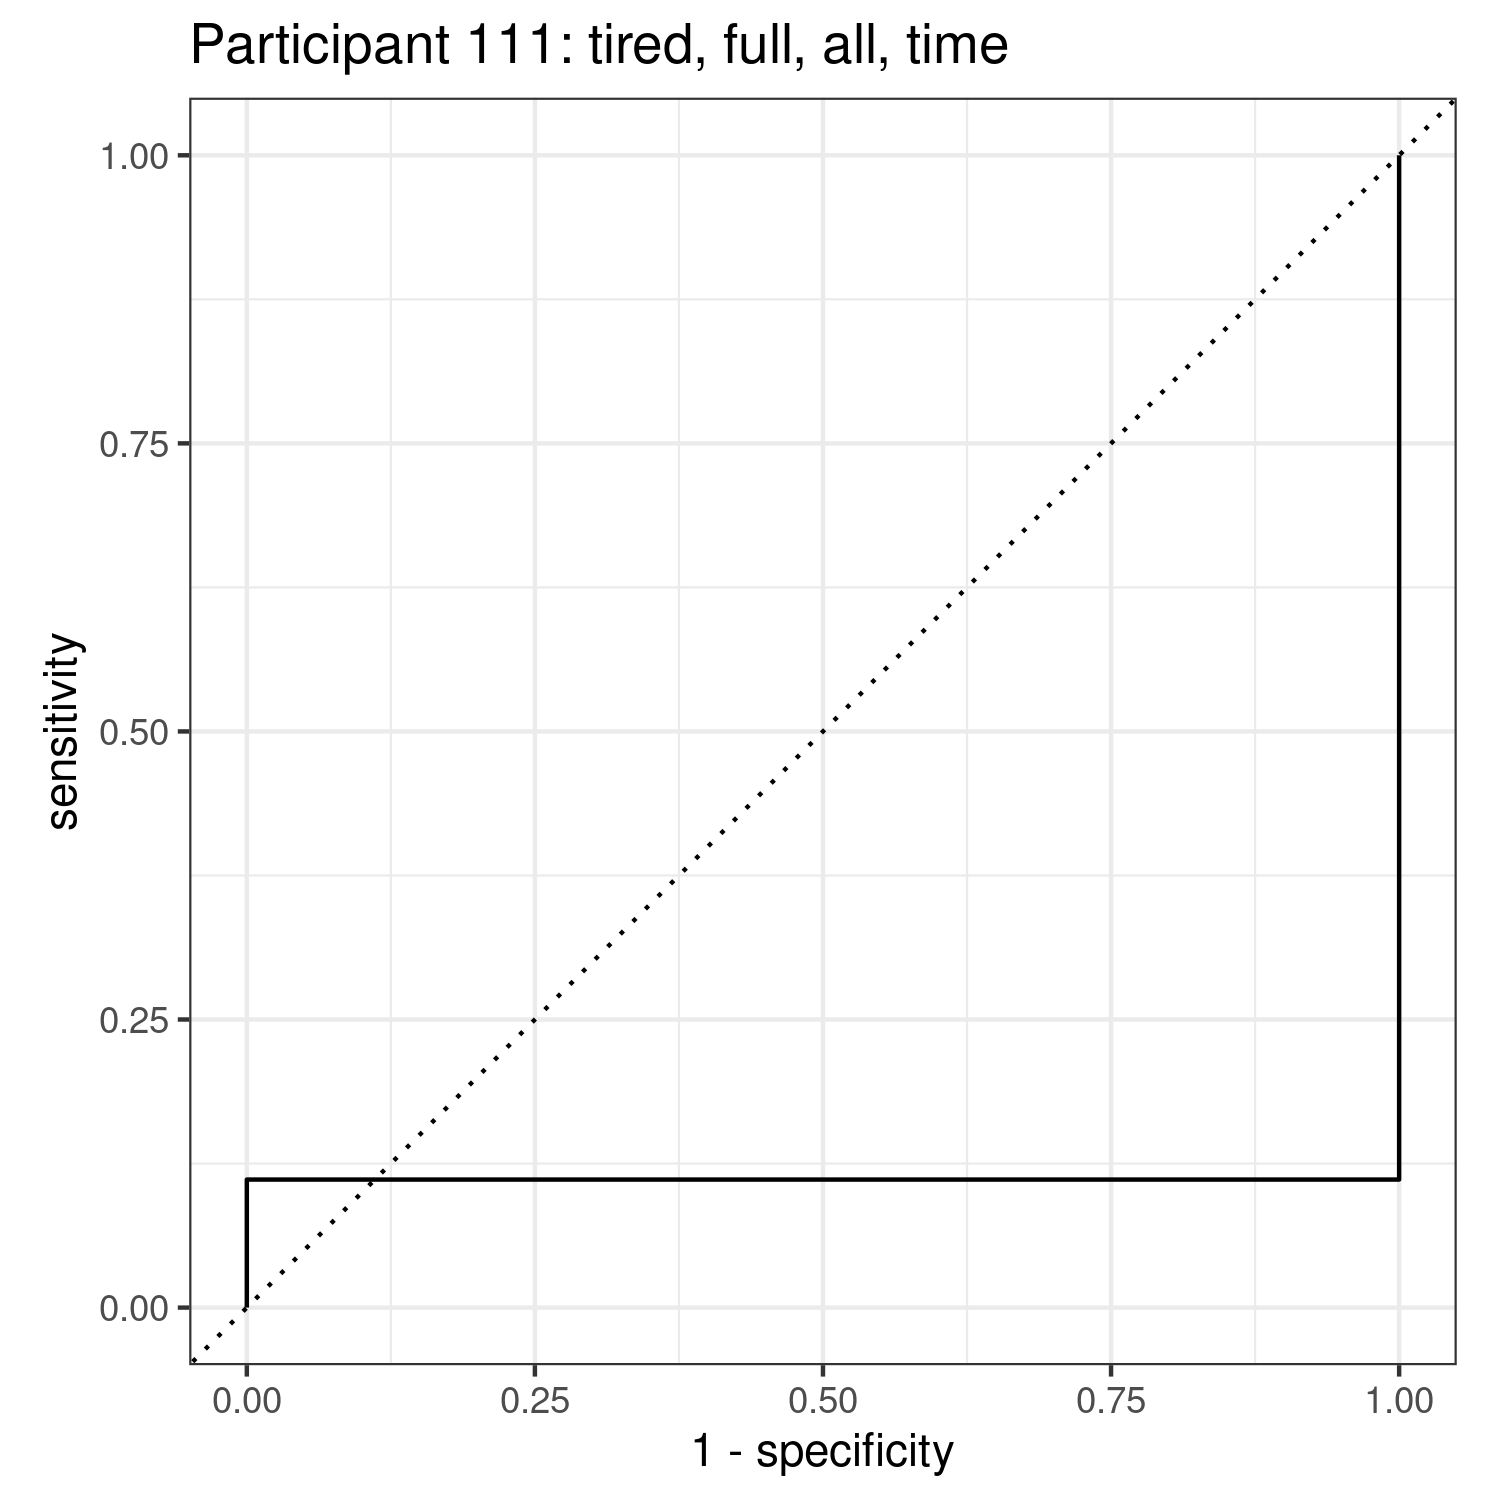 Participant 111: tired, full, all, time
1.00
0.75
0.50
0.25
0.00
sensitivity
0.00 0.25 0.50 0.75 1.00
1 - specificity